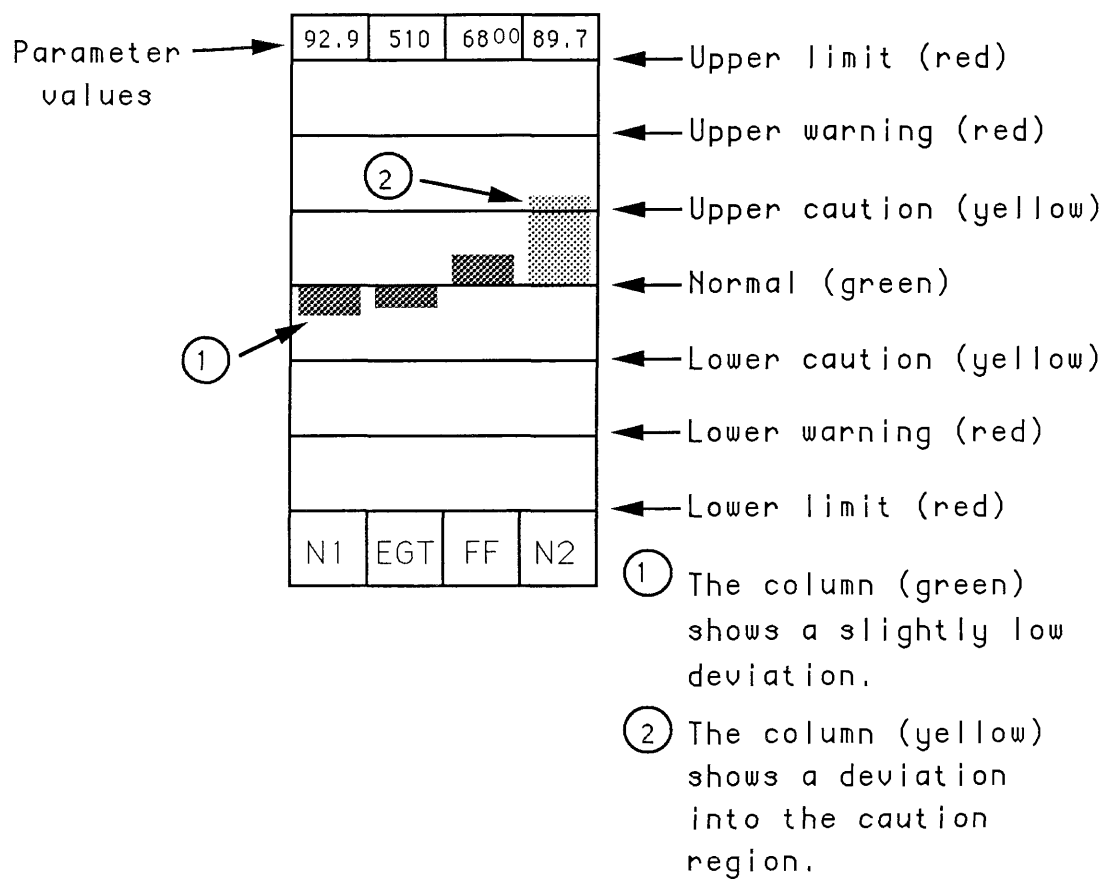 Parameter
values
92.9 510 6800 89.7
Upper limit (red)
Upper warning (red)
2
Upper caution (yellow)
Normal (green)
1
Lower caution (yellow)
Lower warning (red)
Lower limit (red)
N1 EGT FF N2
1 The column (green)
shows a slightly low
deviation.
2 The column (yellow)
shows a deviation
into the caution
region.